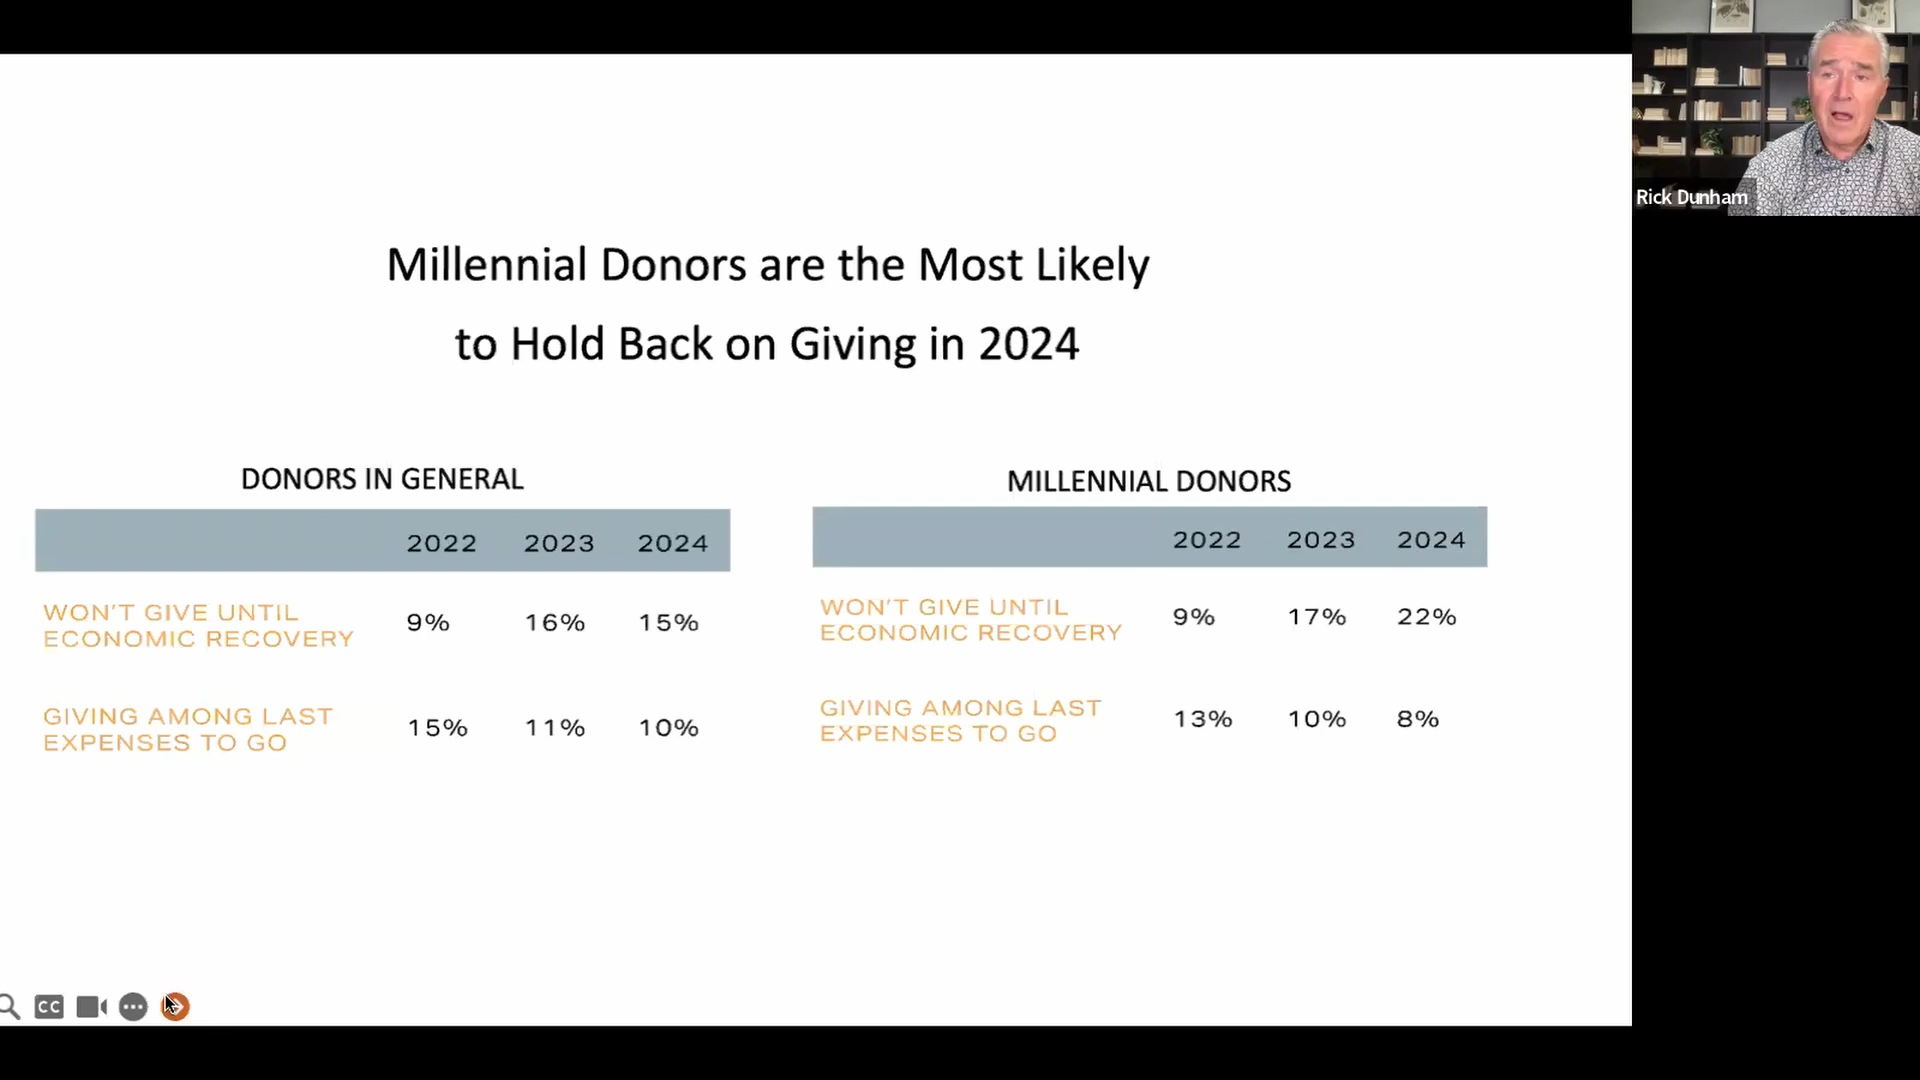 Rick Dunham
Millennial Donors are the Most Likely
to Hold Back on Giving in 2024
DONORS IN GENERAL
2022 2023 2024
WON'T GIVE UNTIL
ECONOMIC RECOVERY
9% 16% 15%
GIVING AMONG LAST
EXPENSES TO GO
15% 11% 10%
MILLENNIAL DONORS
2022 2023 2024
WON'T GIVE UNTIL
ECONOMIC RECOVERY
9% 17% 22%
GIVING AMONG LAST
EXPENSES TO GO
13% 10% 8%
CC